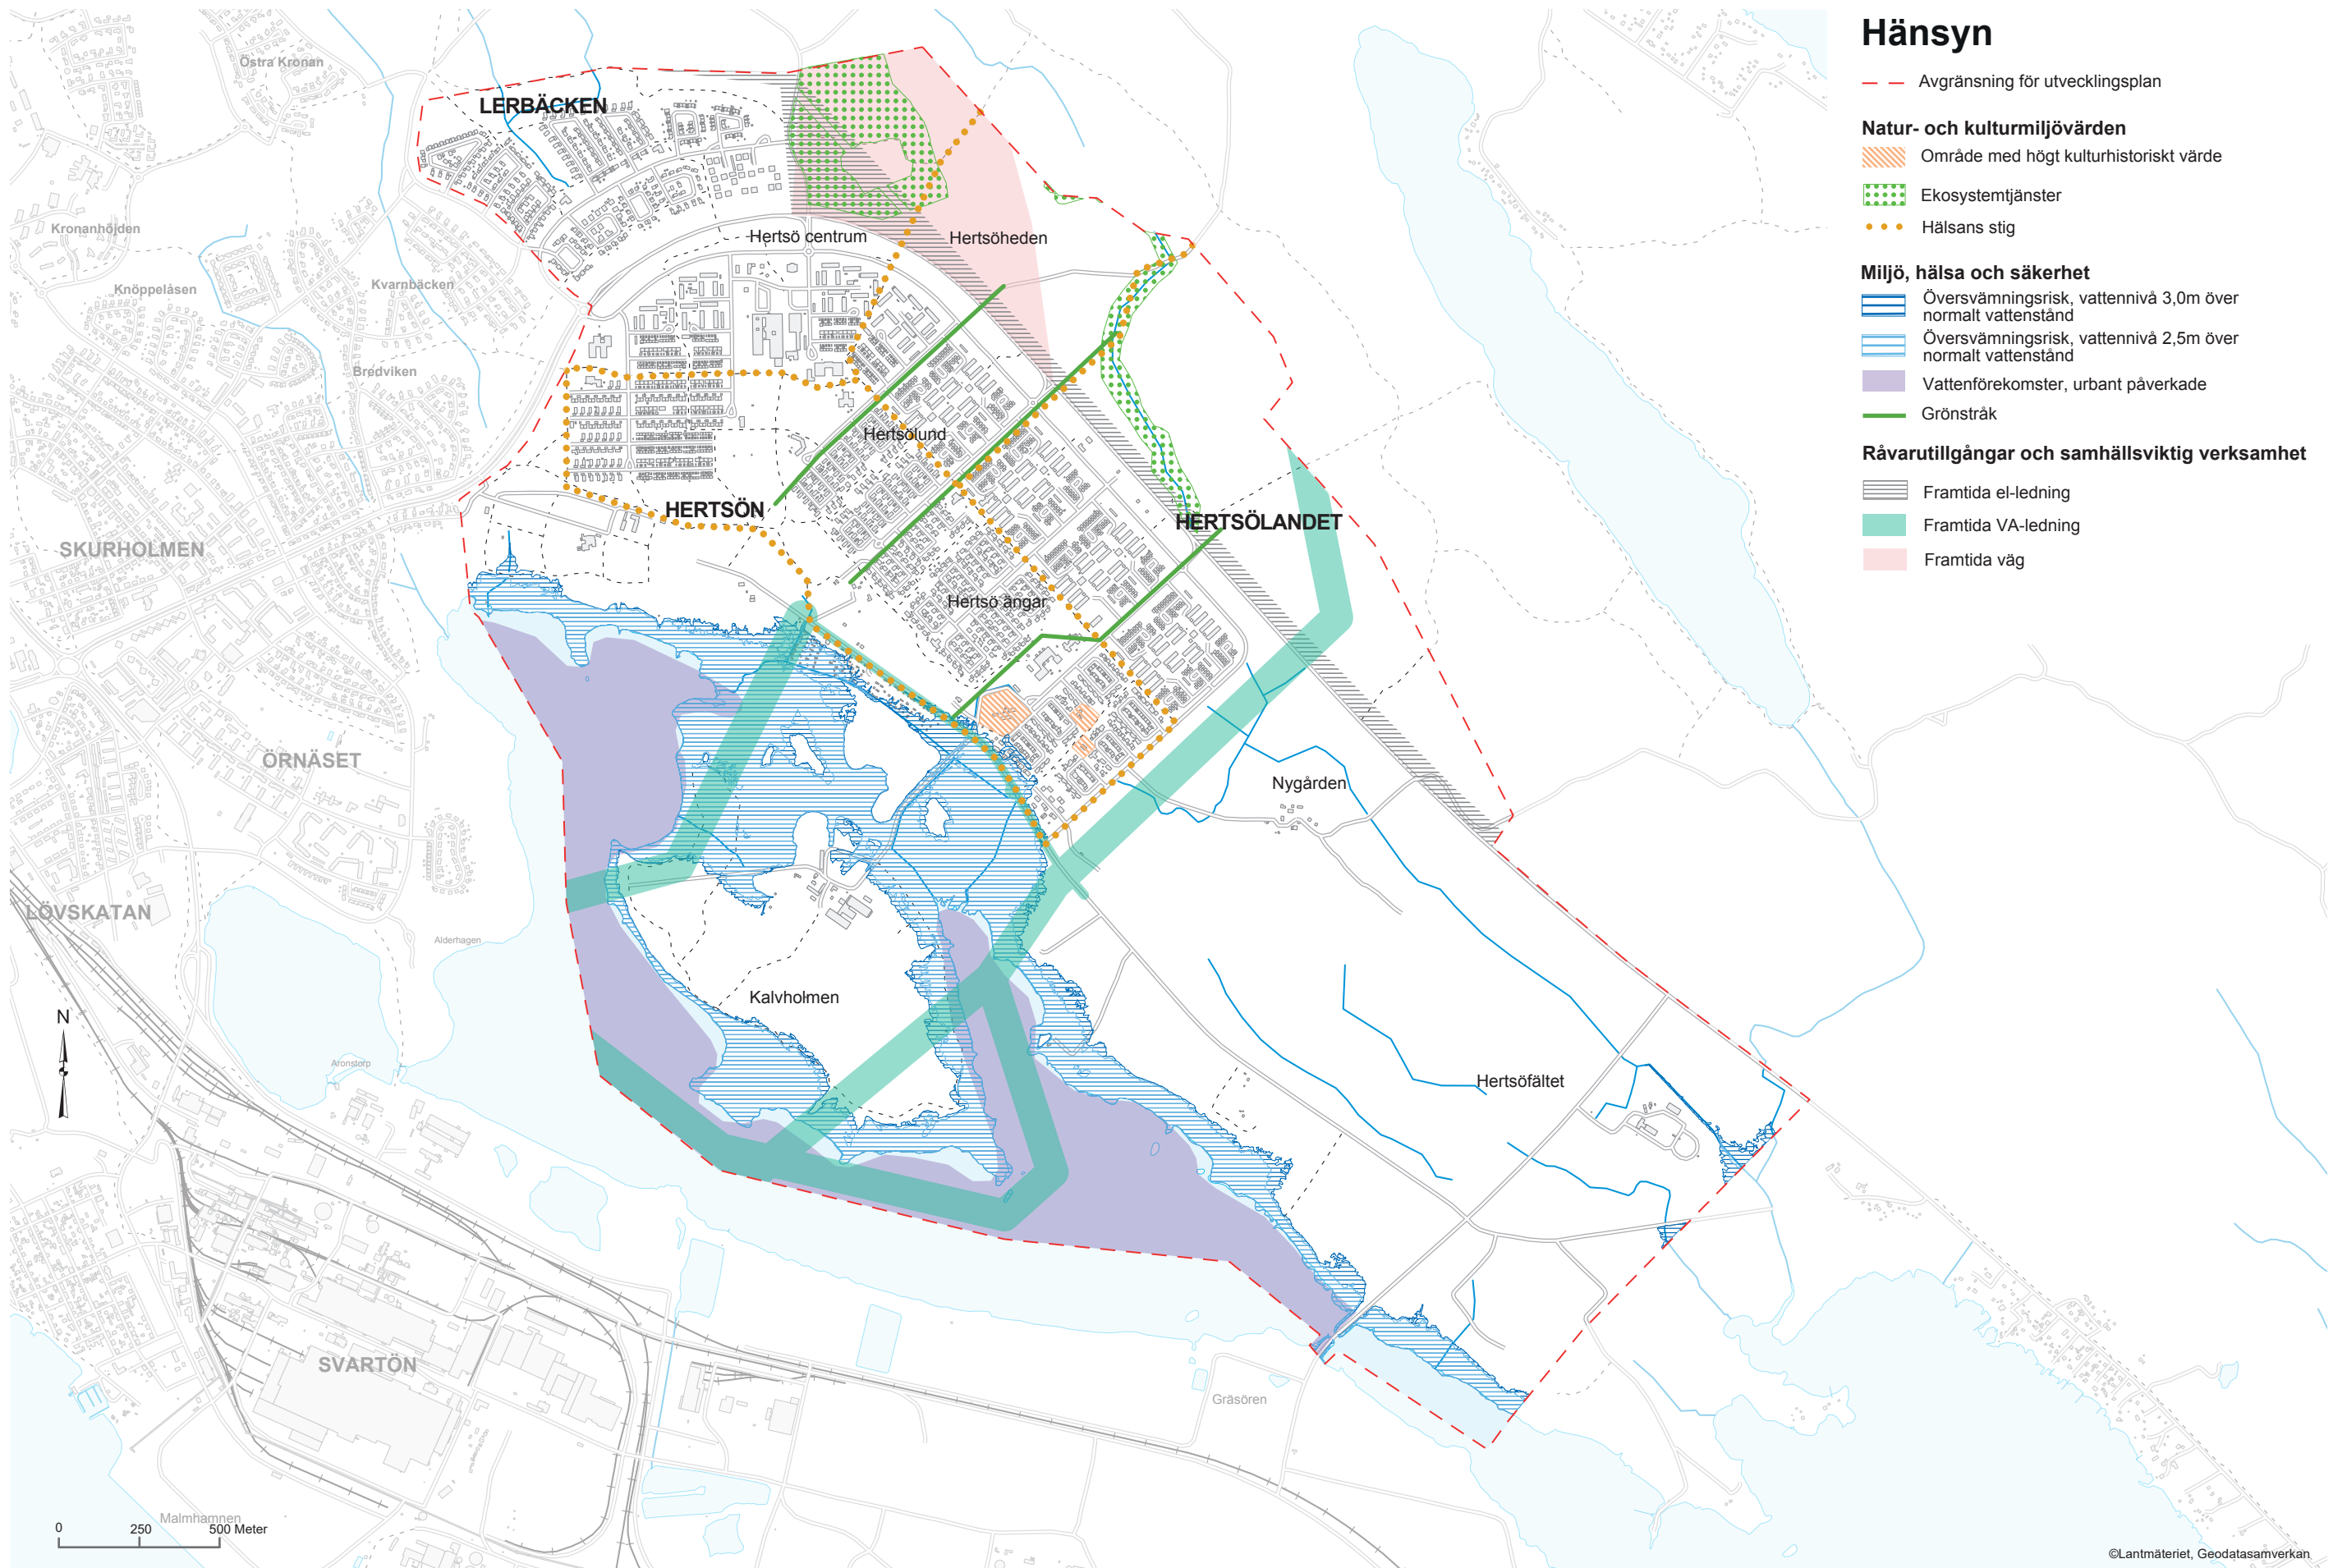 Hänsyn
Avgränsning för utvecklingsplan
Natur- och kulturmiljövärden
Område med högt kulturhistoriskt värde
Ekosystemtjänster
Hälsans stig
Miljö, hälsa och säkerhet
Översvämningsrisk, vattennivå 3,0m över
normalt vattenstånd
Översvämningsrisk, vattennivå 2,5m över
normalt vattenstånd
Vattenförekomster, urbant påverkade
Grönstråk
Råvarutillgångar och samhällsviktig verksamhet
Framtida el-ledning
Framtida VA-ledning
Framtida väg
Östra Kronan
LERBÄCKEN
Kronanhöjden
Hertsö centrum
Hertsöheden
Knöppelåsen
Kvarnbäcken
Bredviken
Hertsölund
HERTSÖN
HERTSÖLANDET
SKURHOLMEN
Hertsö ängar
ÖRNÄSET
Nygården
LÖVSKATAN
Alderhagen
Kalvholmen
N
Aronstorp
Hertsöfältet
SVARTÖN
Gräsören
Malmhamnen
0 250 500 Meter
©Lantmäteriet, Geodatasamverkan